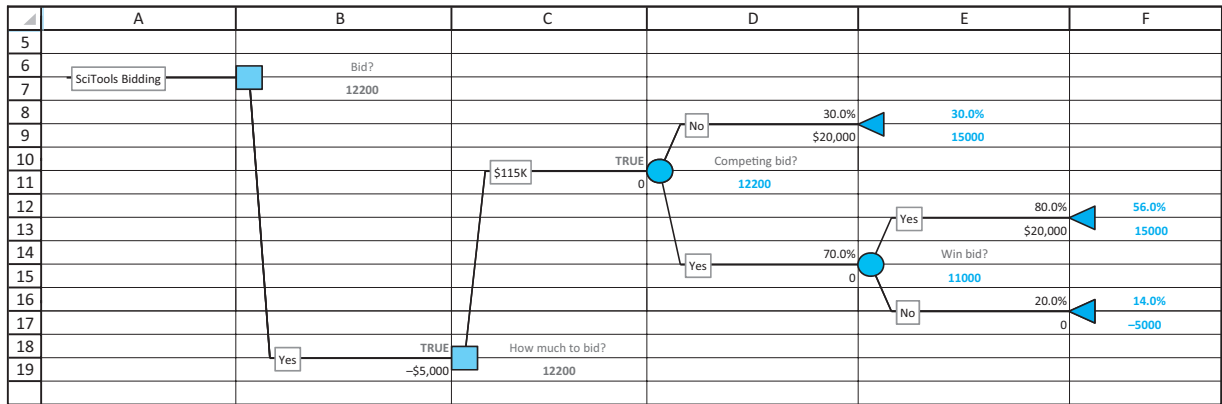 A B C D E F
5
6 Bid?
SciTools Bidding
7 12200
8 30.0% 30.0%
No
9 $20,000 15000
10 TRUE Competing bid?
$115K
11 0 12200
12 80.0% 56.0%
Yes
13 $20,000 15000
14 70.0% Win bid?
Yes
15 0 11000
16 20.0% 14.0%
No
17 0 –5000
18 TRUE How much to bid?
Yes
19 –$5,000 12200